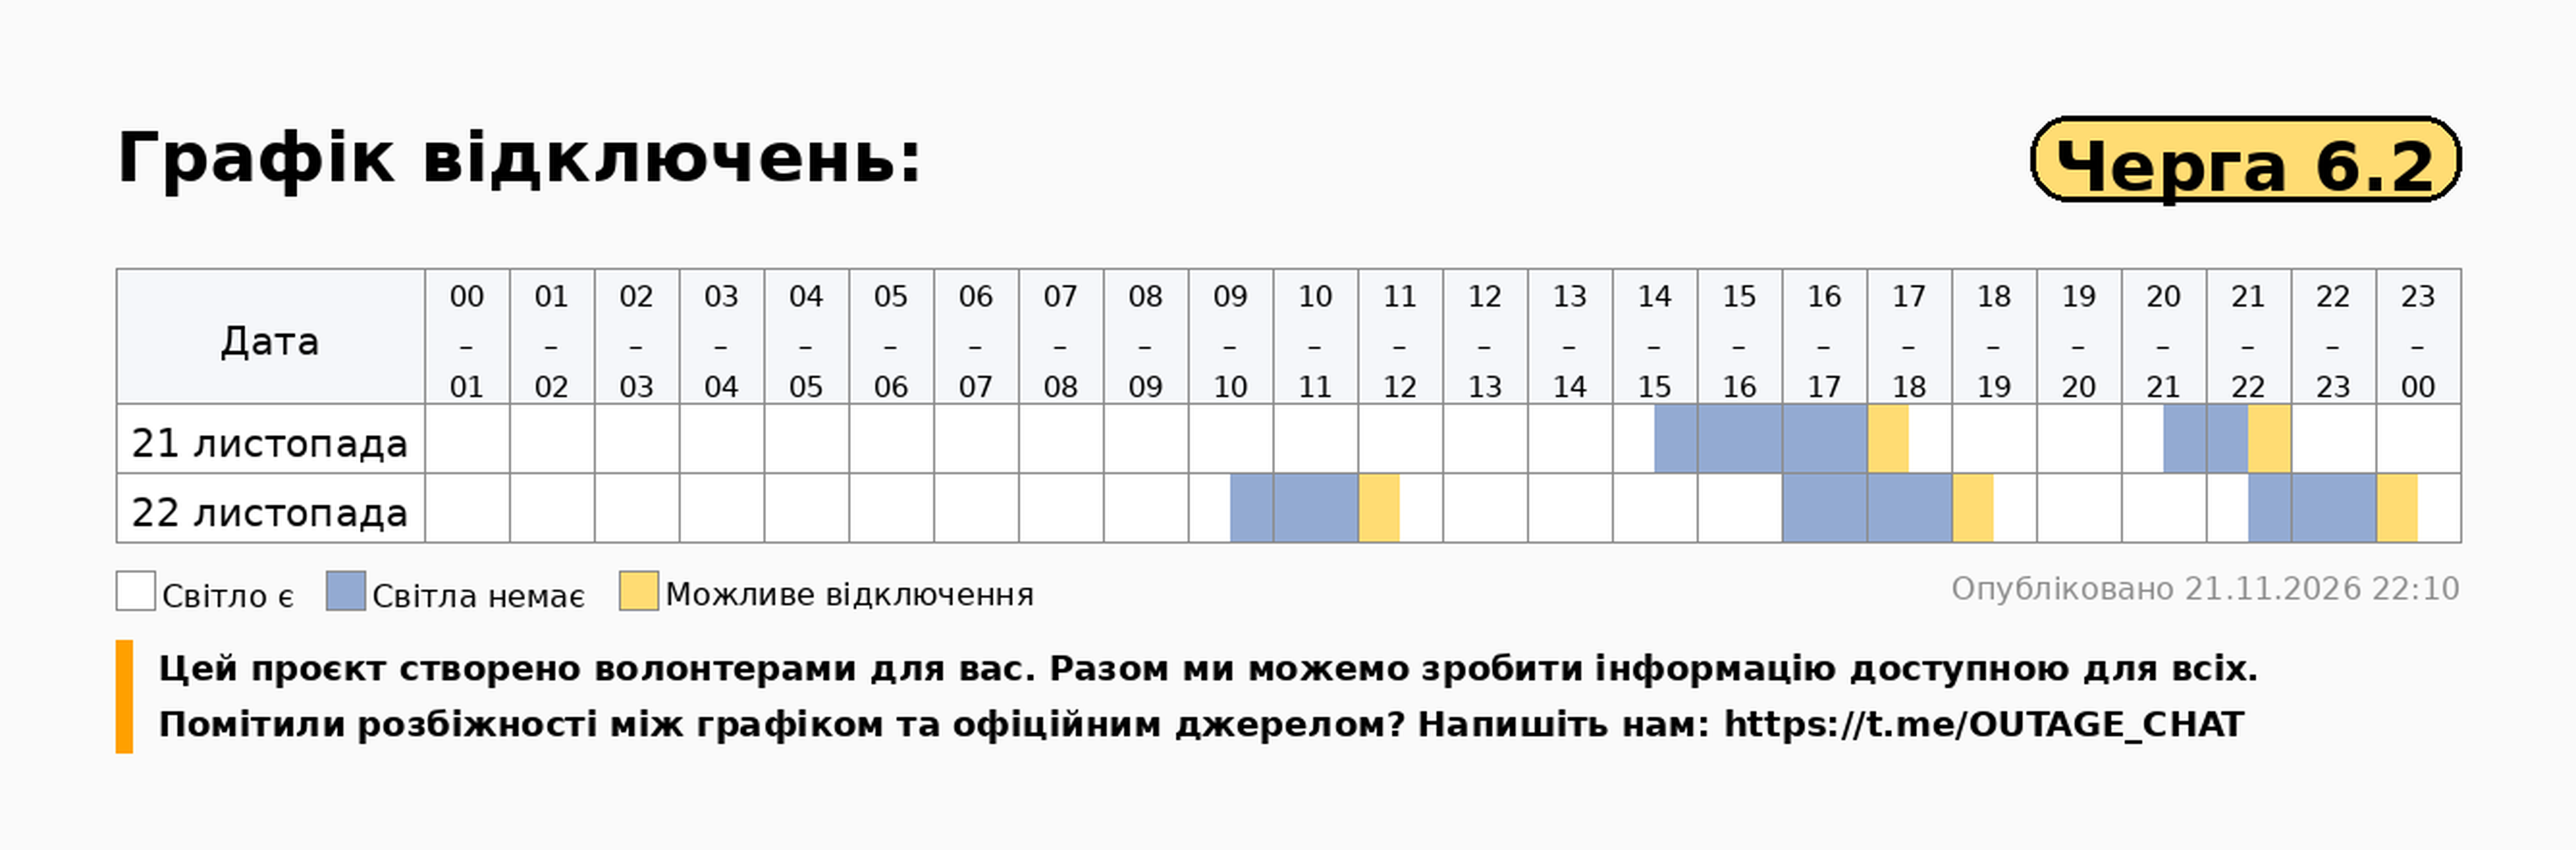 Графік відключень:
Черга 6.2
Дата
00 – 01
01 – 02
02 – 03
03 – 04
04 – 05
05 – 06
06 – 07
07 – 08
08 – 09
09 – 10
10 – 11
11 – 12
12 – 13
13 – 14
14 – 15
15 – 16
16 – 17
17 – 18
18 – 19
19 – 20
20 – 21
21 – 22
22 – 23
23 – 00
21 листопада
22 листопада
Світло є
Світла немає
Можливе відключення
Опубліковано 21.11.2026 22:10
Цей проєкт створено волонтерами для вас. Разом ми можемо зробити інформацію доступною для всіх.
Помітили розбіжності між графіком та офіційним джерелом? Напишіть нам: https://t.me/OUTAGE_CHAT